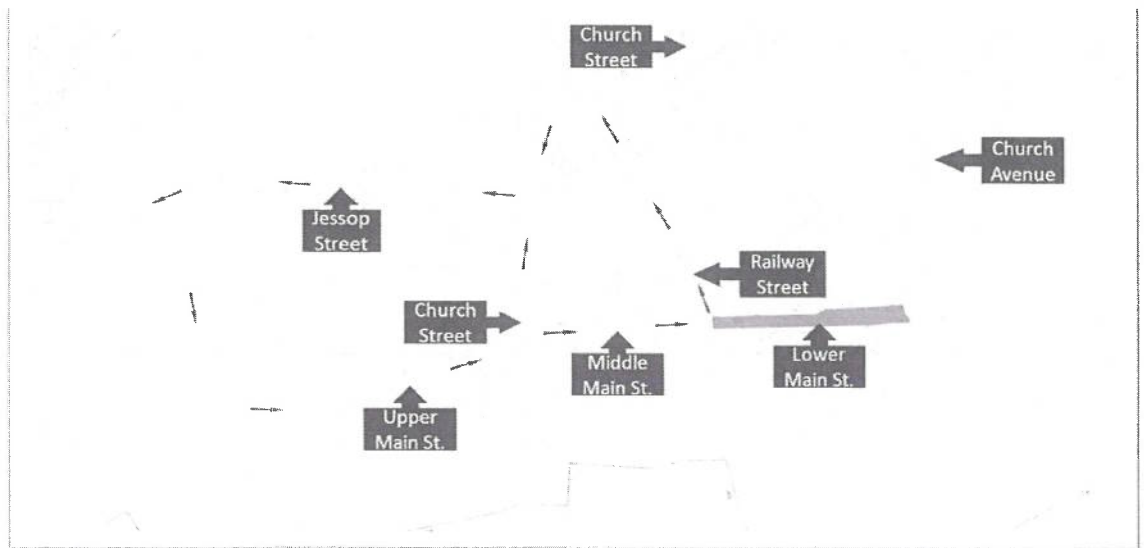 Church
Street
Church
Avenue
Jessop
Street
Railway
Street
Church
Street
Middle
Main St.
Lower
Main St.
Upper
Main St.